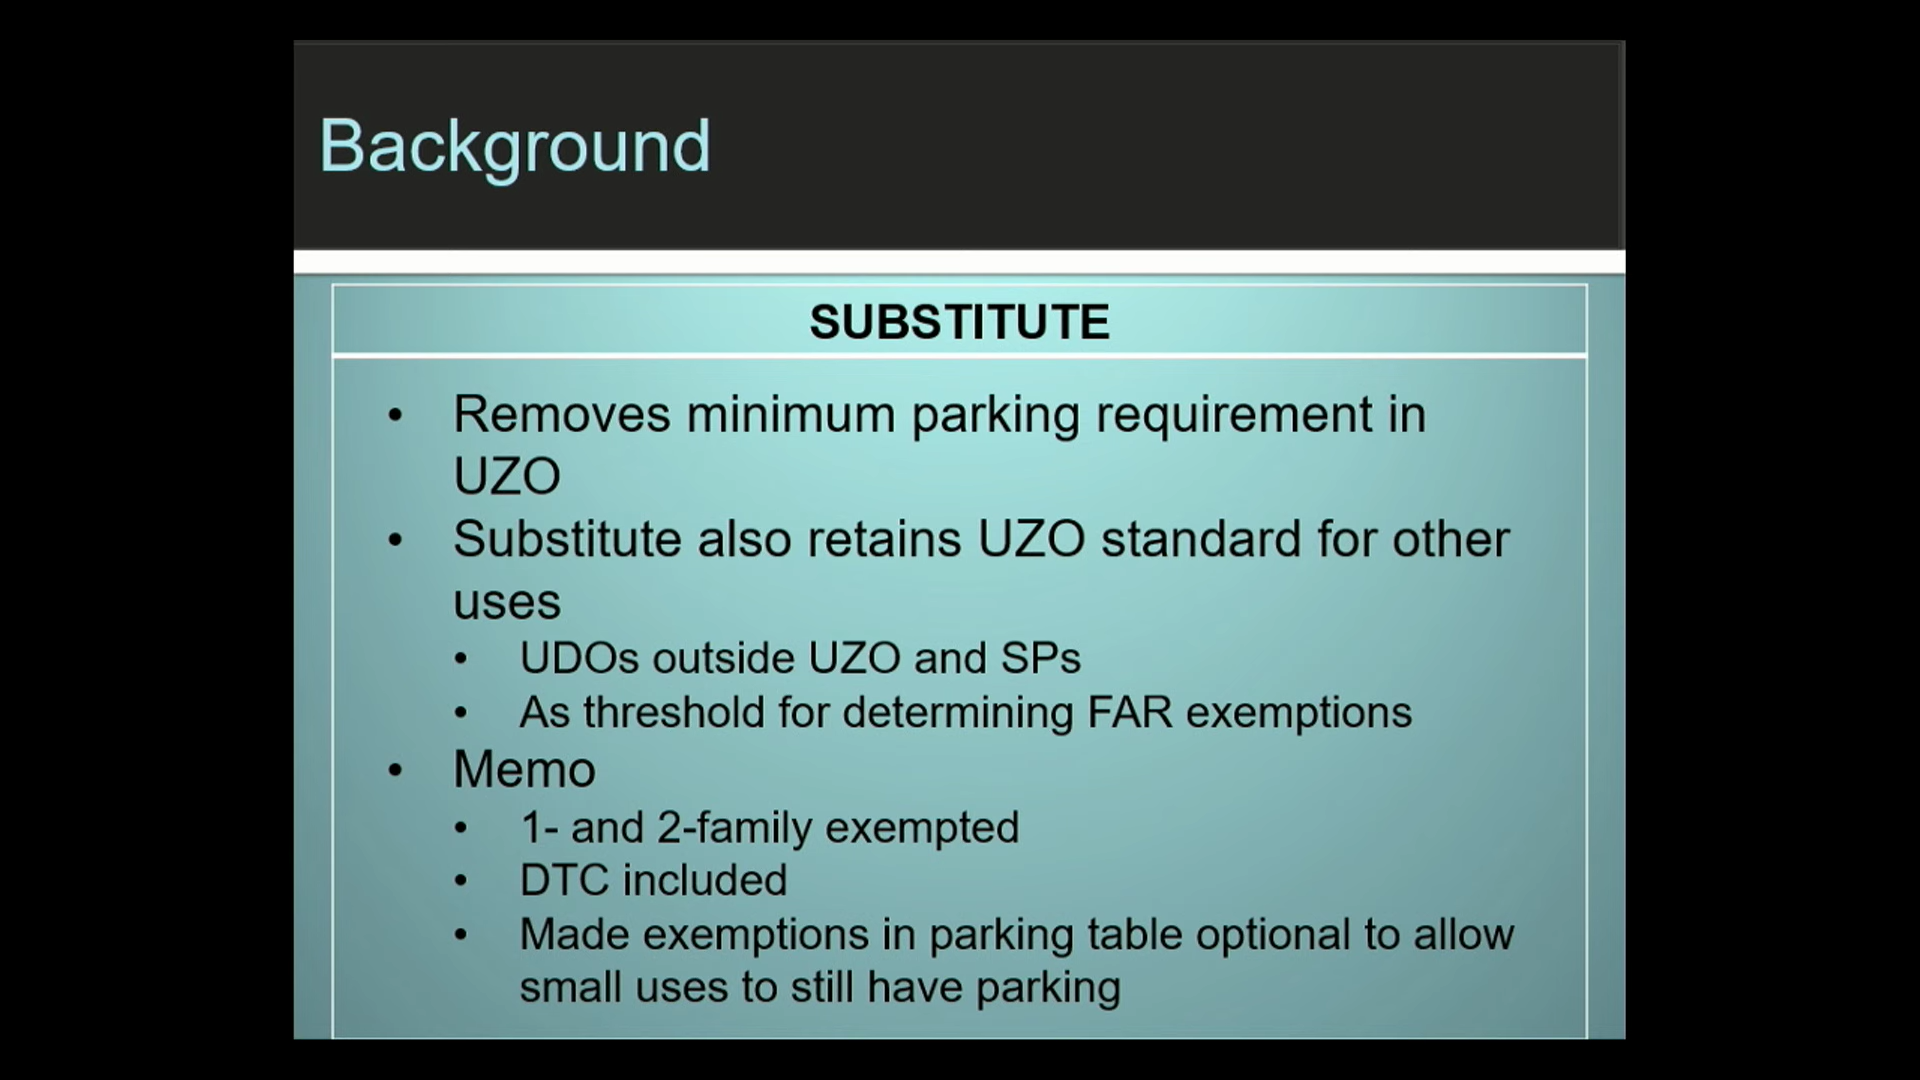 Background
SUBSTITUTE
• Removes minimum parking requirement in
UZO
• Substitute also retains UZO standard for other
uses
• UDOs outside UZO and SPs
• As threshold for determining FAR exemptions
• Memo
• 1- and 2-family exempted
• DTC included
• Made exemptions in parking table optional to allow
small uses to still have parking